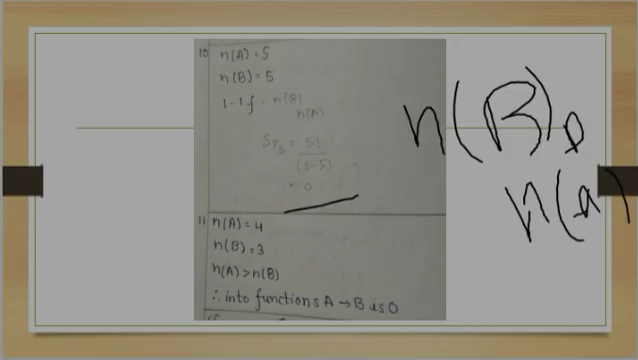 10 n(A) = 5
n(B) = 5
1-1 f = n(B)
n(A)
5P5 = 5!
(5-5)
= 0
11 n(A) = 4
n(B) = 3
n(A) > n(B)
∴ into functions A → B is 0
n(B)p
n(a)